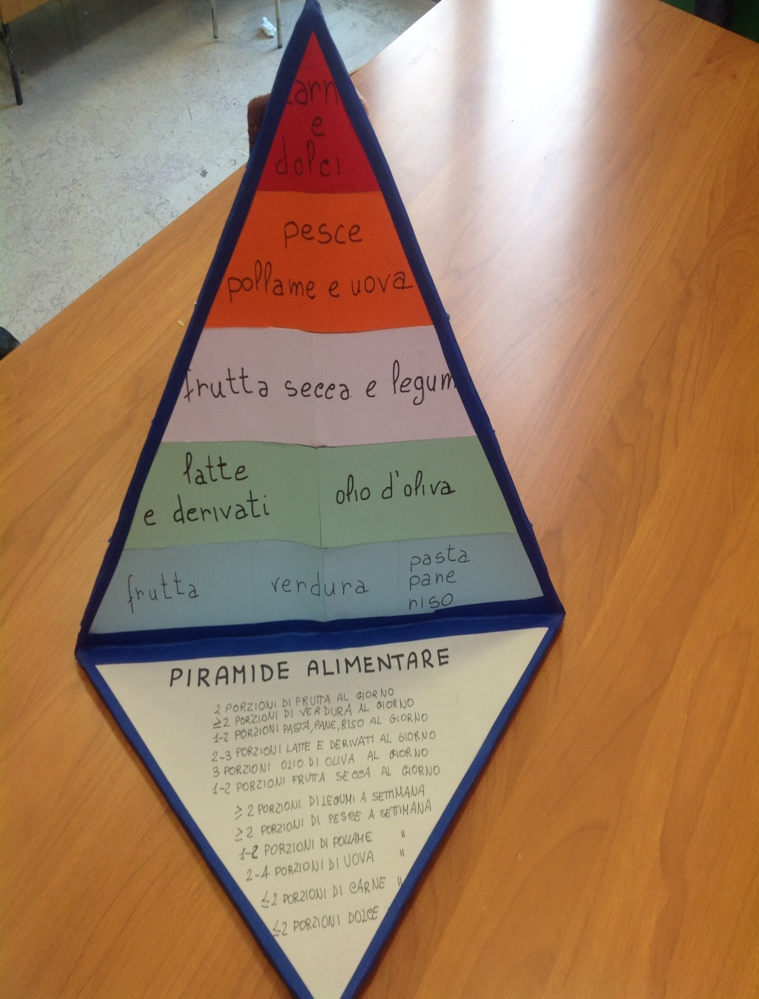 carn
e
dolci
pesce
pollame e uova
frutta secca e legum
latte
e derivati
olio d'oliva
frutta
verdura
pasta
pane
riso
PIRAMIDE ALIMENTARE
2 PORZIONI DI FRUTTA AL GIORNO
≥2 PORZIONI DI VERDURA AL GIORNO
1-2 PORZIONI PASTA, PANE, RISO AL GIORNO
2-3 PORZIONI LATTE E DERIVATI AL GIORNO
3 PORZIONI OLIO DI OLIVA AL GIORNO
1-2 PORZIONI FRUTTA SECCA AL GIORNO
≥2 PORZIONI DI LEGUMI A SETTIMANA
≥2 PORZIONI DI PESCE A SETTIMANA
1-2 PORZIONI DI POLLAME "
2-4 PORZIONI DI UOVA "
≤2 PORZIONI DI CARNE "
≤2 PORZIONI DOLCE "